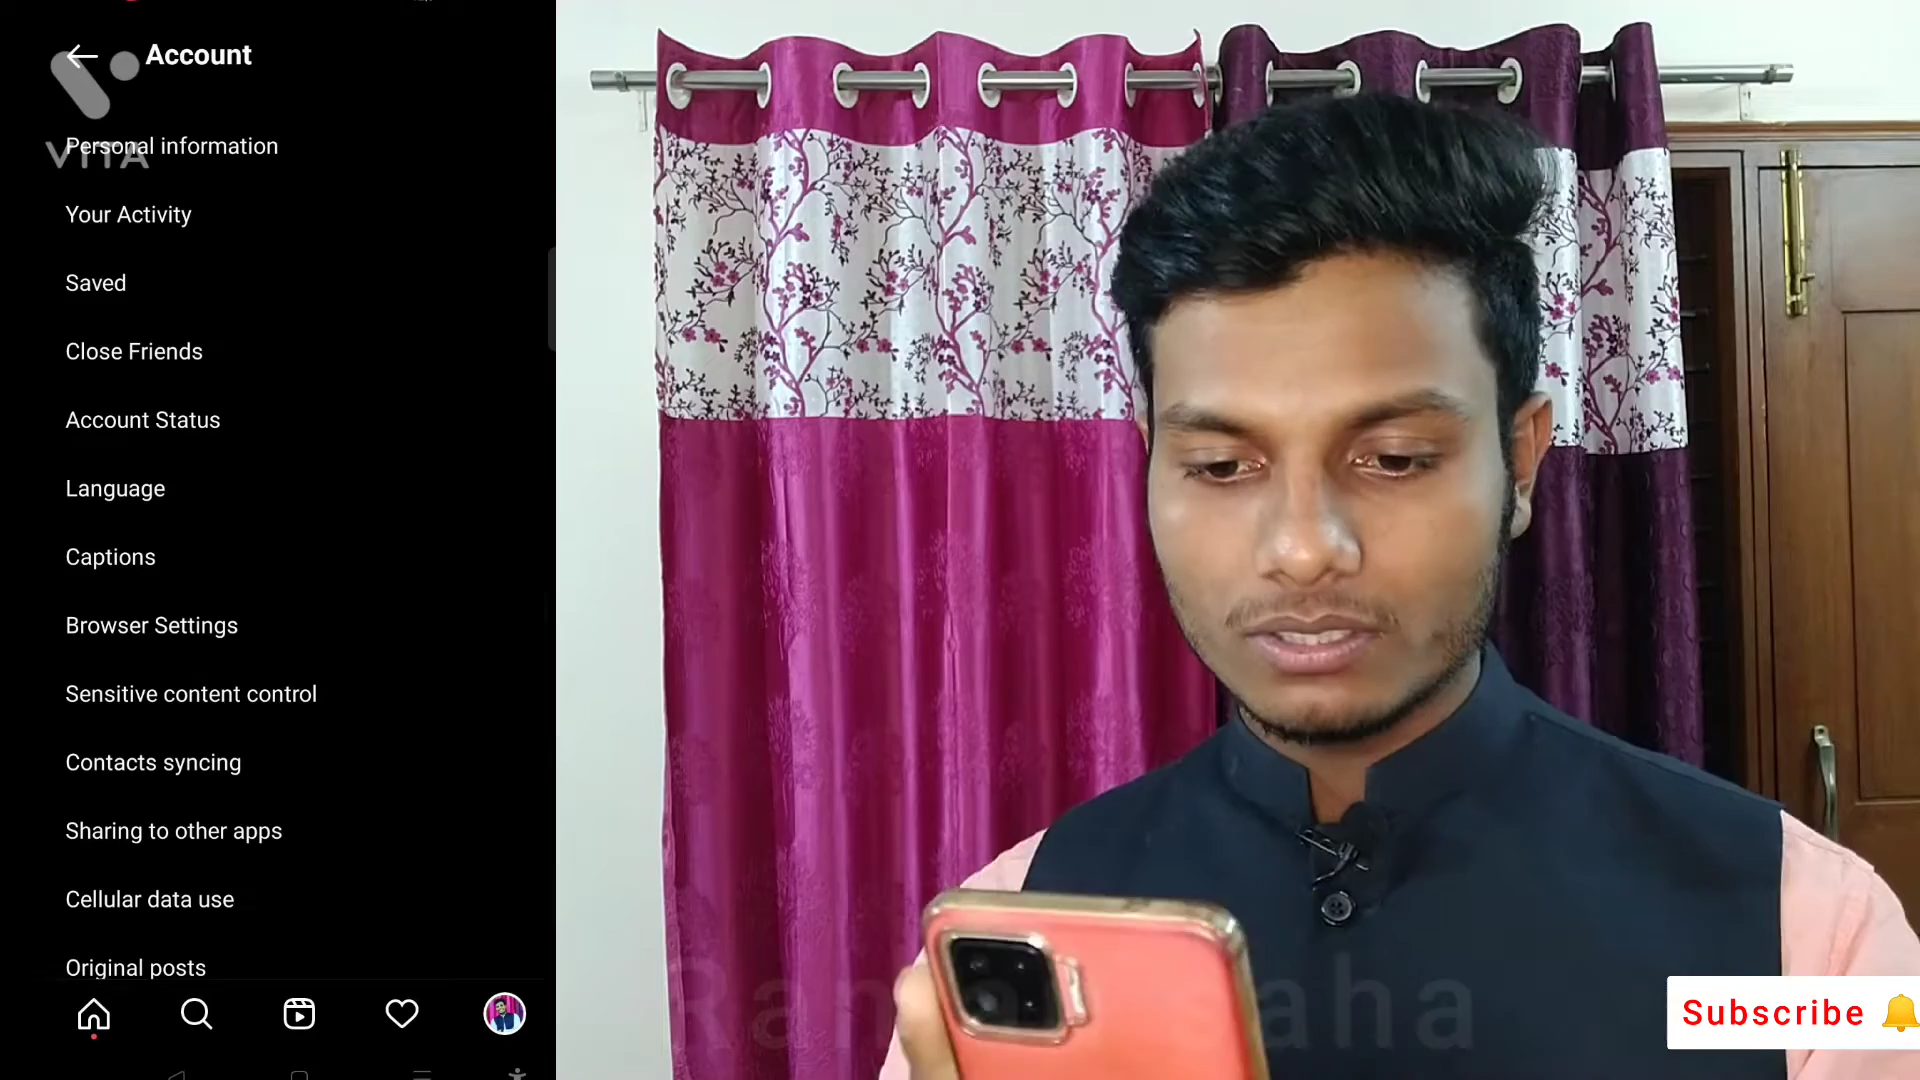 Account
VITA
Personal information
Your Activity
Saved
Close Friends
Account Status
Language
Captions
Browser Settings
Sensitive content control
Contacts syncing
Sharing to other apps
Cellular data use
Original posts
Subscribe